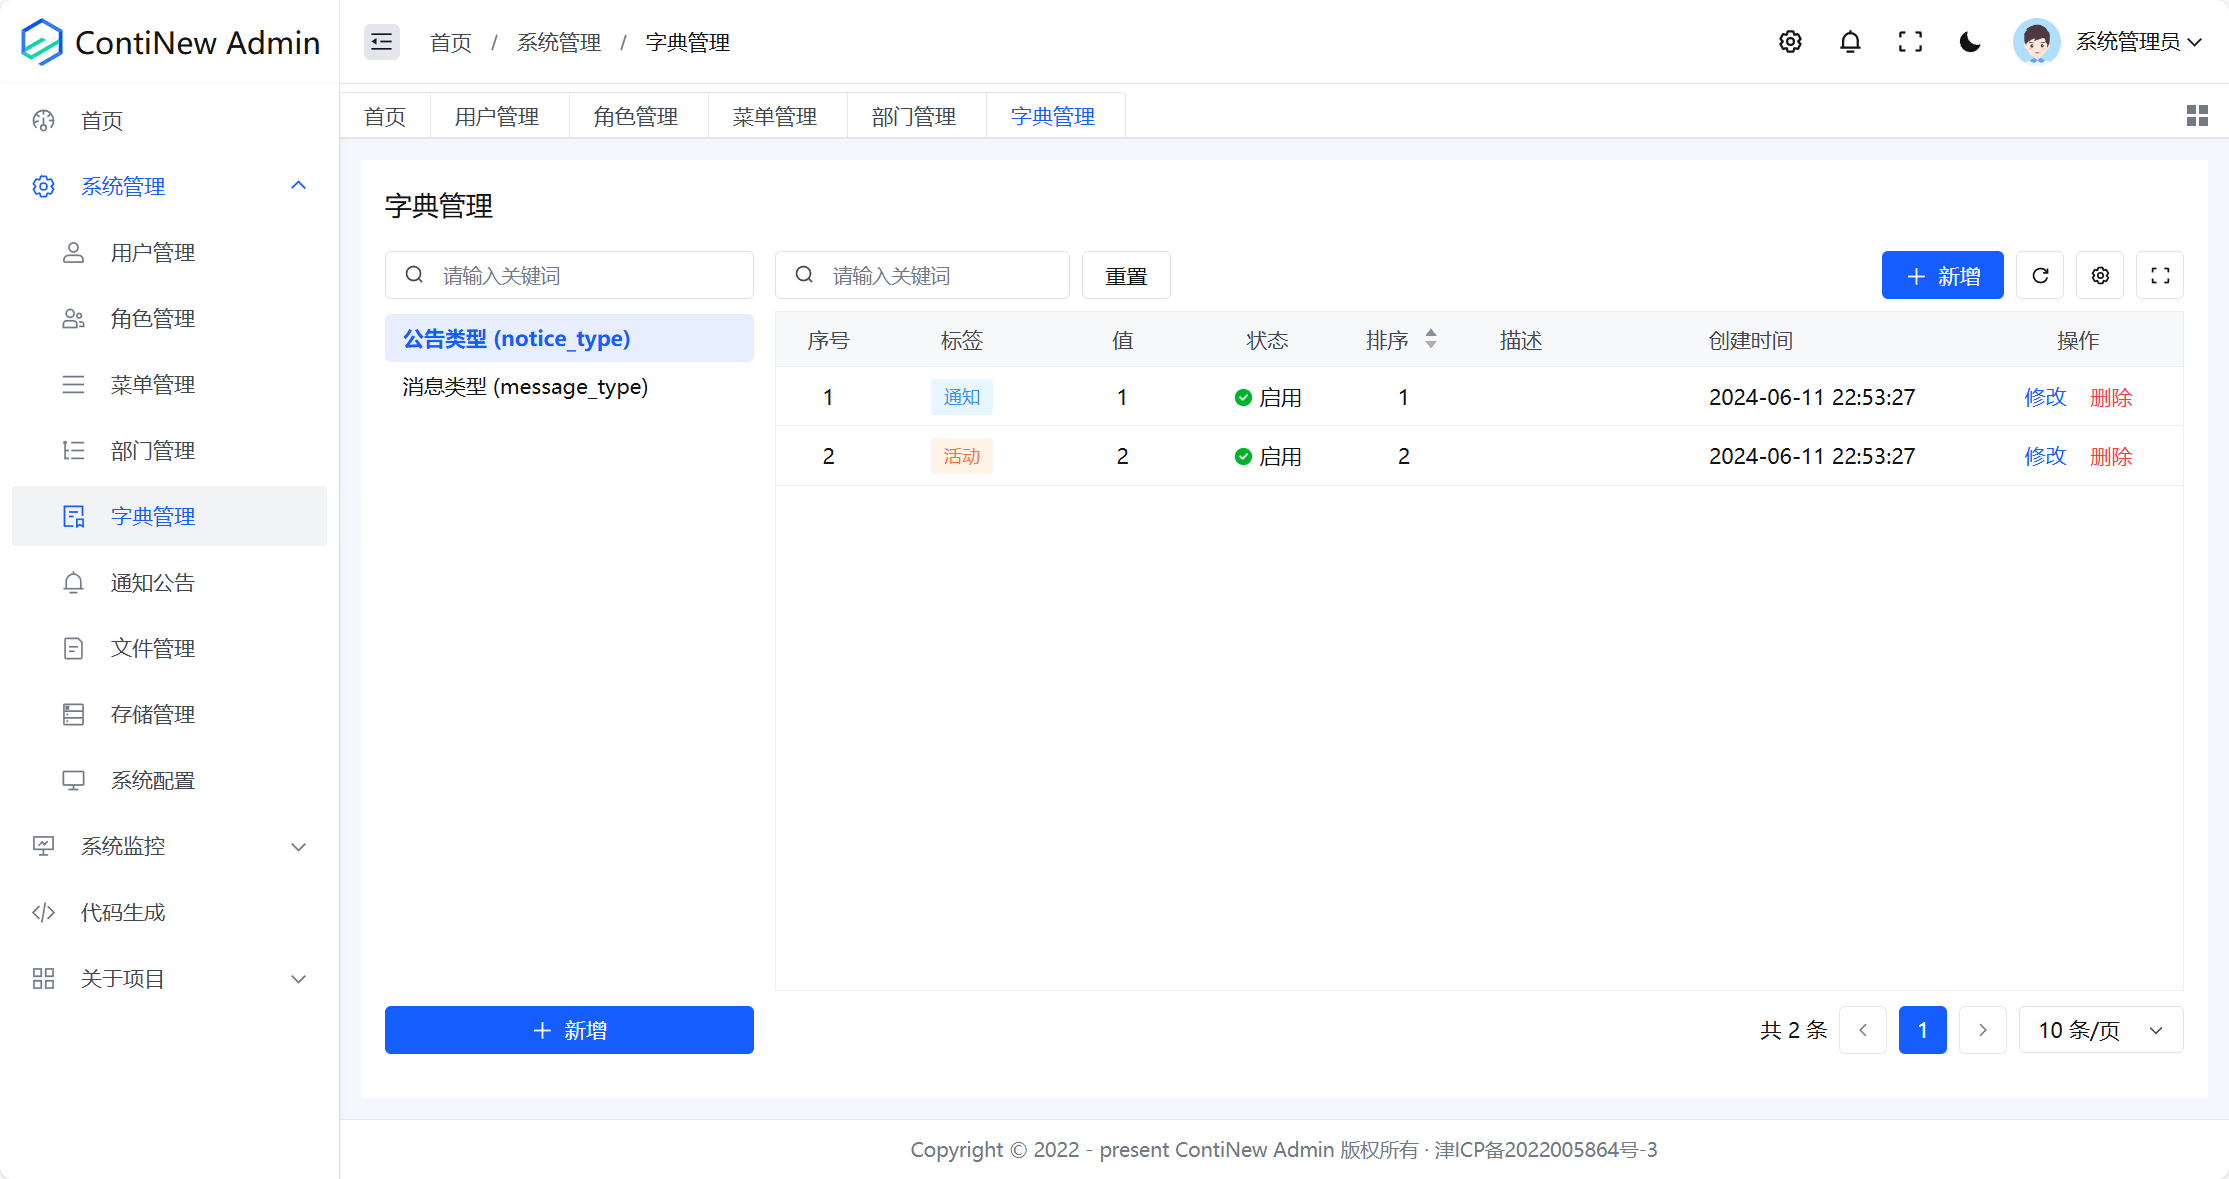 ContiNew Admin
首页 / 系统管理 / 字典管理
系统管理员
首页
系统管理
用户管理
角色管理
菜单管理
部门管理
字典管理
通知公告
文件管理
存储管理
系统配置
系统监控
代码生成
关于项目
首页 用户管理 角色管理 菜单管理 部门管理 字典管理
字典管理
请输入关键词
公告类型 (notice_type)
消息类型 (message_type)
新增
请输入关键词 重置 新增
序号 标签 值 状态 排序 描述 创建时间 操作
1 通知 1 启用 1 2024-06-11 22:53:27 修改 删除
2 活动 2 启用 2 2024-06-11 22:53:27 修改 删除
共 2 条 1 10 条/页
Copyright © 2022 - present ContiNew Admin 版权所有 · 津ICP备2022005864号-3